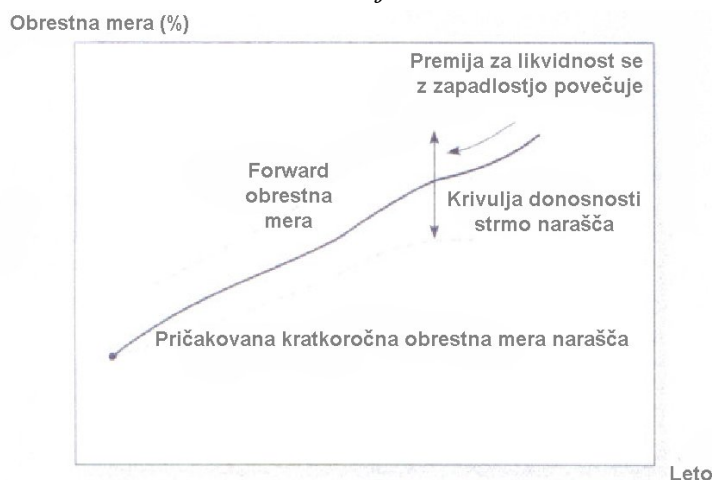 Obrestna mera (%)
Premija za likvidnost se
z zapadlostjo povečuje
Forward
obrestna
mera
Krivulja donosnosti
strmo narašča
Pričakovana kratkoročna obrestna mera narašča
Leto